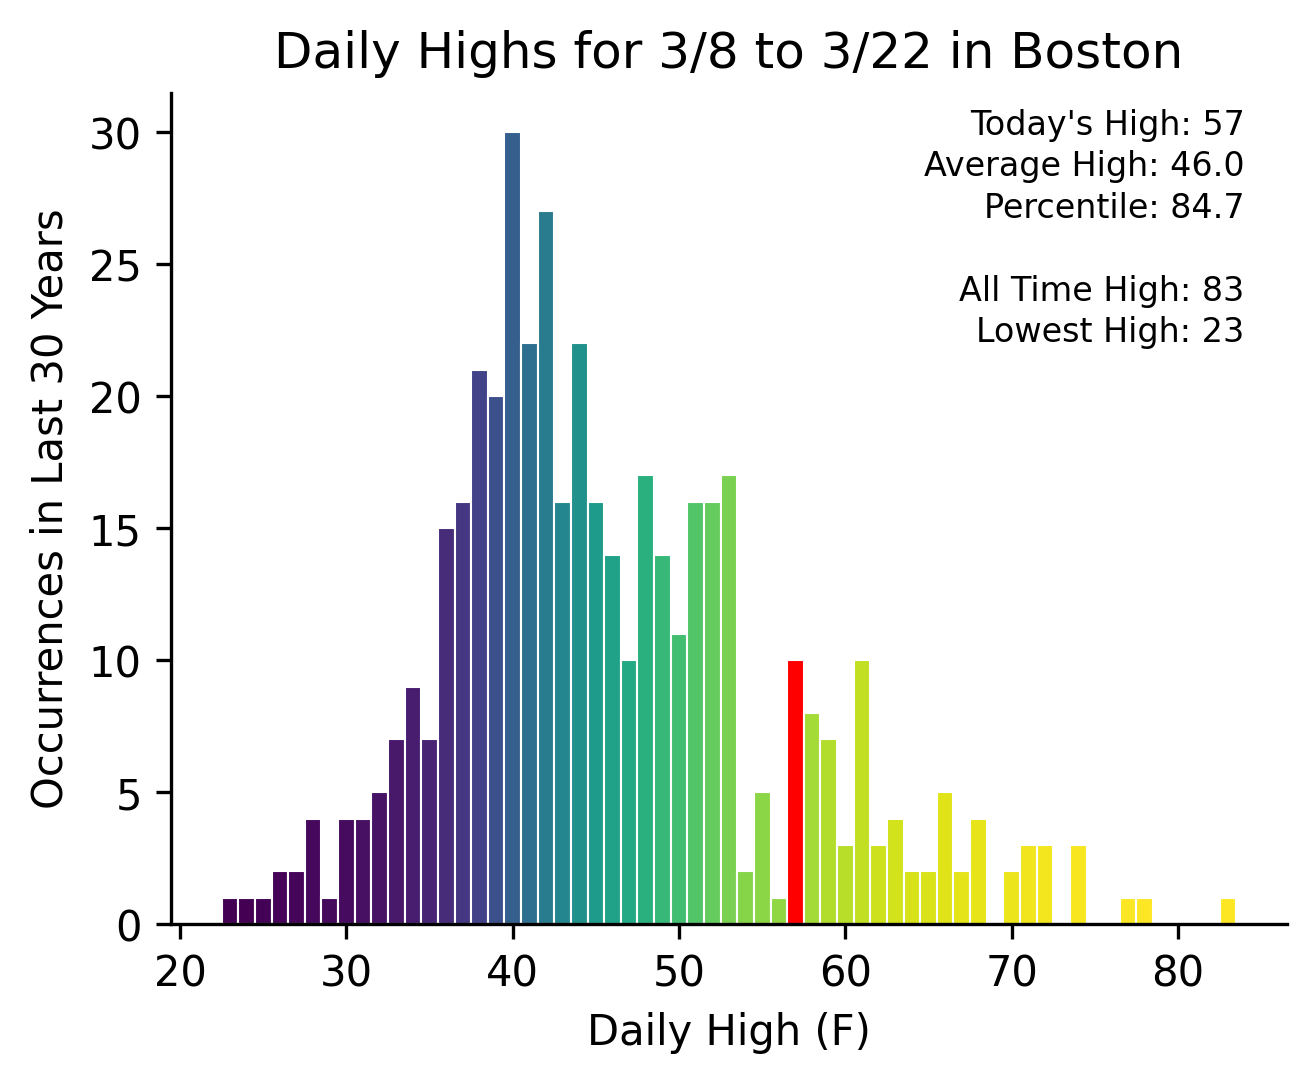 Daily Highs for 3/8 to 3/22 in Boston
Today's High: 57
Average High: 46.0
Percentile: 84.7
All Time High: 83
Lowest High: 23
Occurrences in Last 30 Years
30
25
20
15
10
5
0
20 30 40 50 60 70 80
Daily High (F)